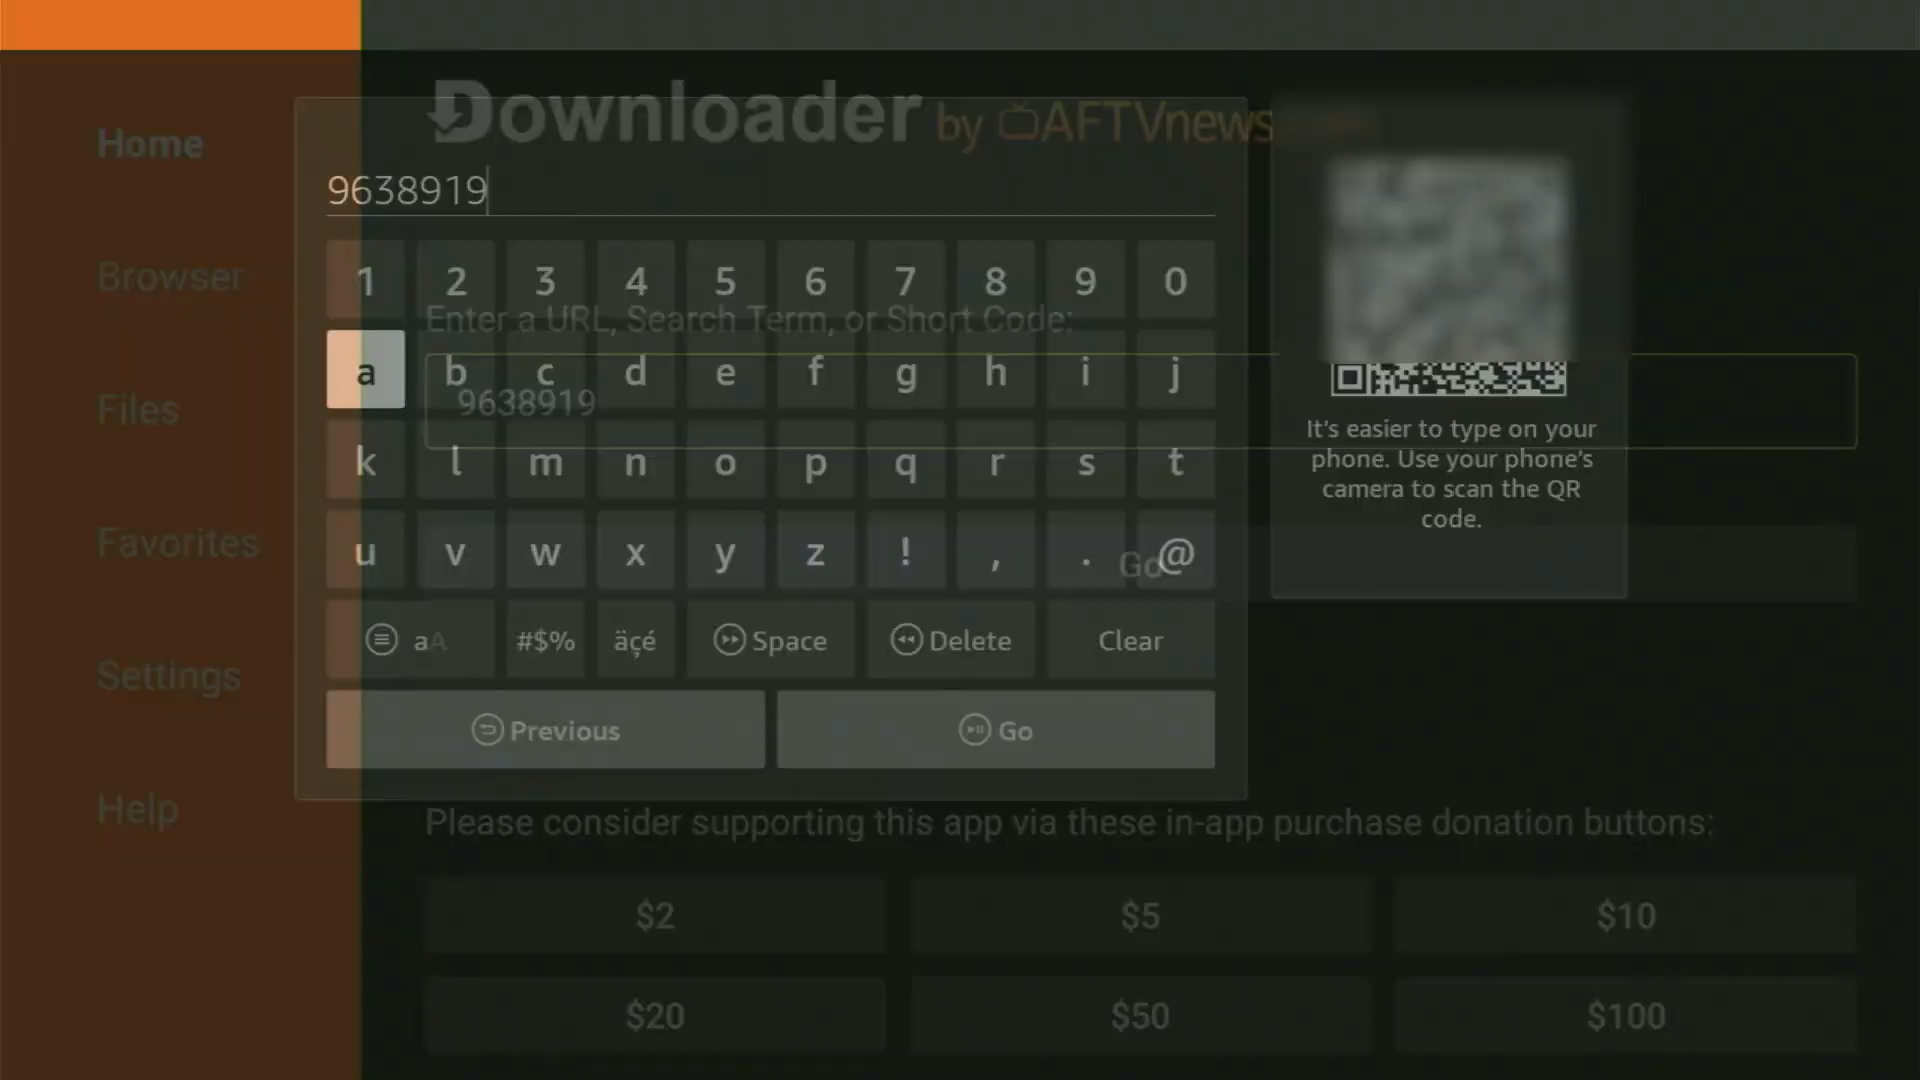 Downloader by AFTVnews
Home
Browser
Files
Favorites
Settings
Help
9638919
1 2 3 4 5 6 7 8 9 0
Enter a URL, Search Term, or Short Code:
a b c d e f g h i j
9638919
k l m n o p q r s t
u v w x y z ! , . @
Go
aA #$% äçé Space Delete Clear
Previous Go
It's easier to type on your
phone. Use your phone's
camera to scan the QR
code.
Please consider supporting this app via these in-app purchase donation buttons:
$2 $5 $10
$20 $50 $100